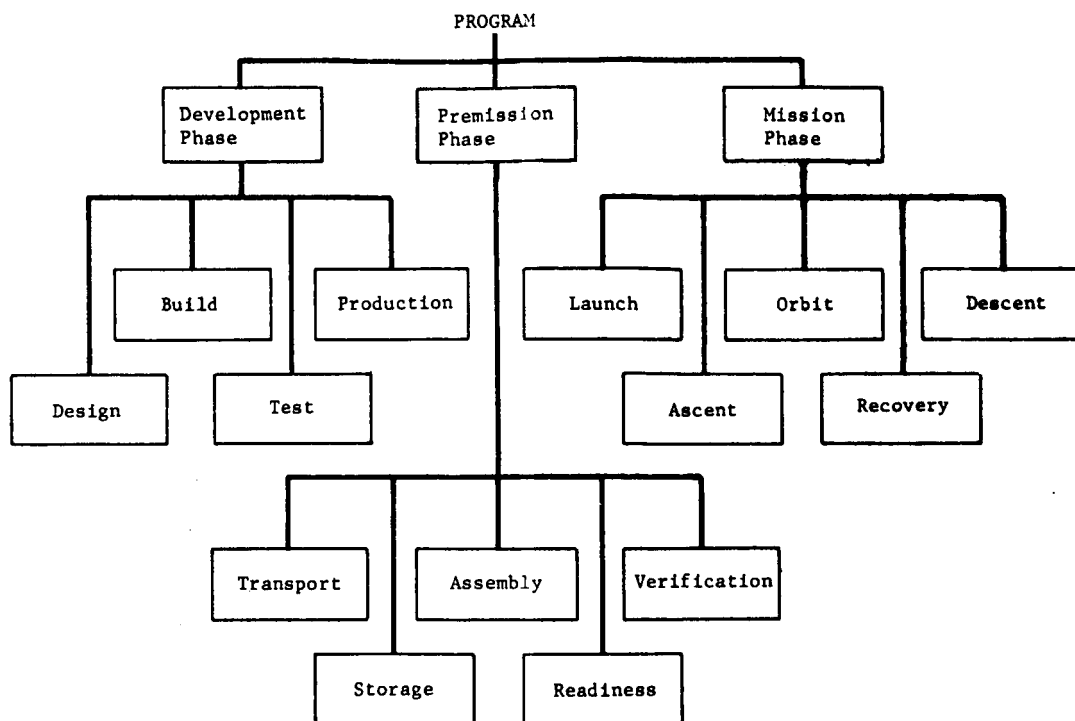 PROGRAM
Development
Phase
Premission
Phase
Mission
Phase
Build
Production
Launch
Orbit
Descent
Design
Test
Ascent
Recovery
Transport
Assembly
Verification
Storage
Readiness